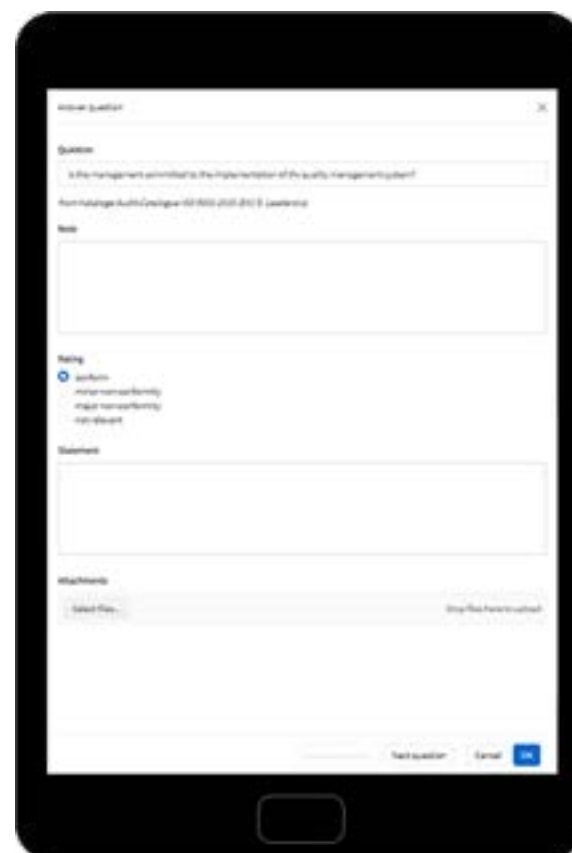 Answer question
Question
Is the management committed to the implementation of the quality management system?
Note
Rating
conform
minor nonconformity
major nonconformity
not relevant
Statement
Attachments
Select files...
Drop files here to upload
Next question
Cancel
OK